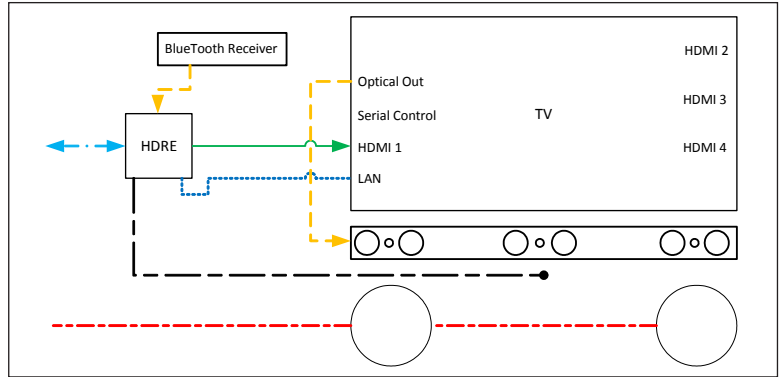 BlueTooth Receiver
HDMI 2
Optical Out
HDMI 3
Serial Control
TV
HDRE
HDMI 1
HDMI 4
LAN